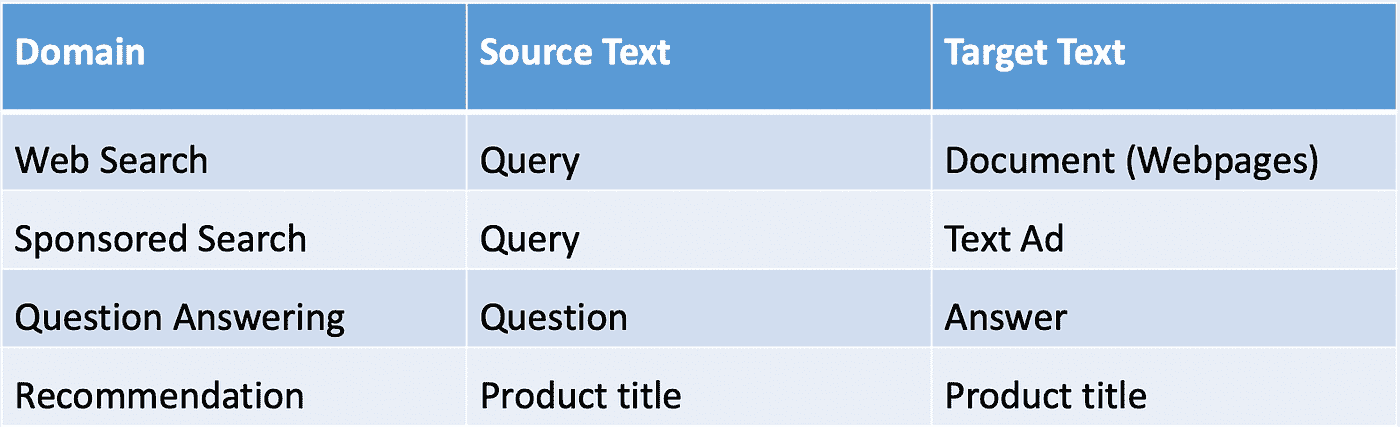 Domain Source Text Target Text
Web Search Query Document (Webpages)
Sponsored Search Query Text Ad
Question Answering Question Answer
Recommendation Product title Product title